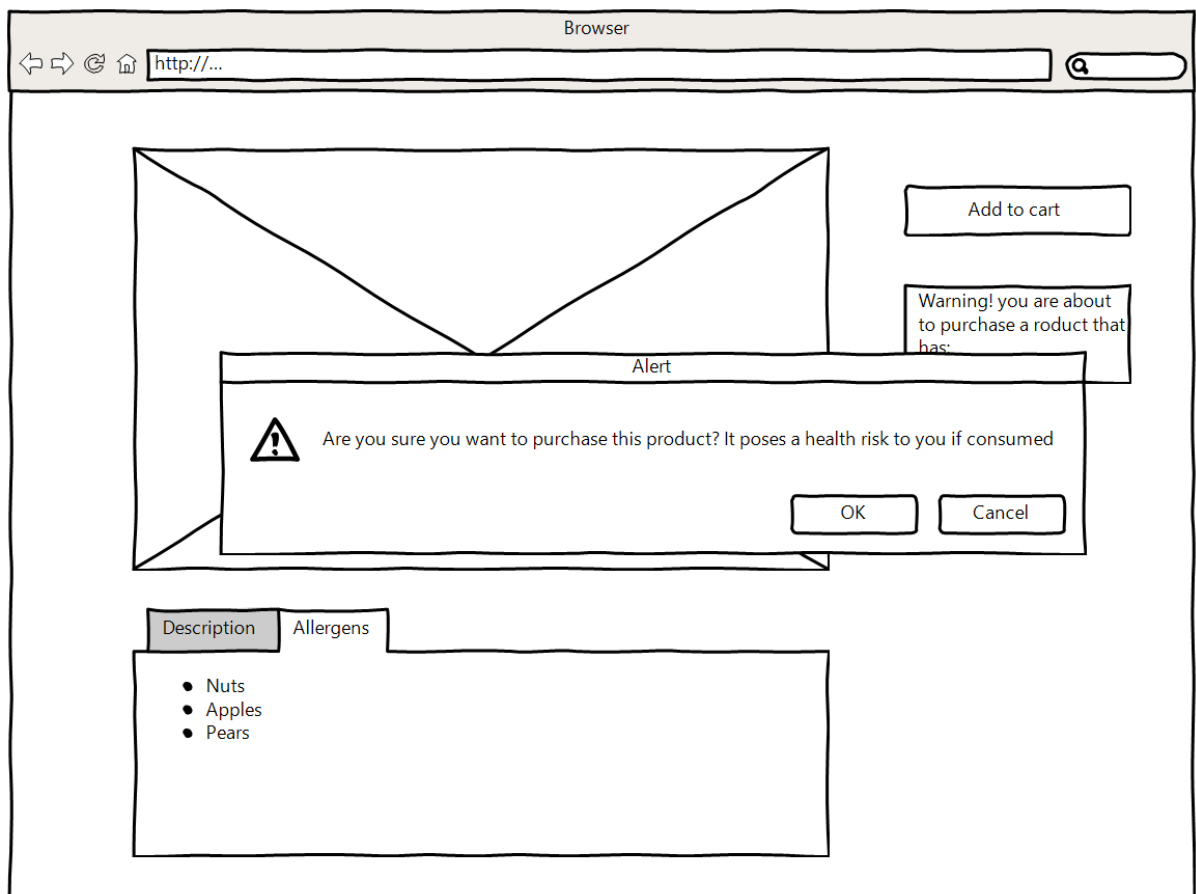 Browser
http://...
Add to cart
Warning! you are about
to purchase a roduct that
has:
Alert
Are you sure you want to purchase this product? It poses a health risk to you if consumed
OK Cancel
Description Allergens
Nuts
Apples
Pears